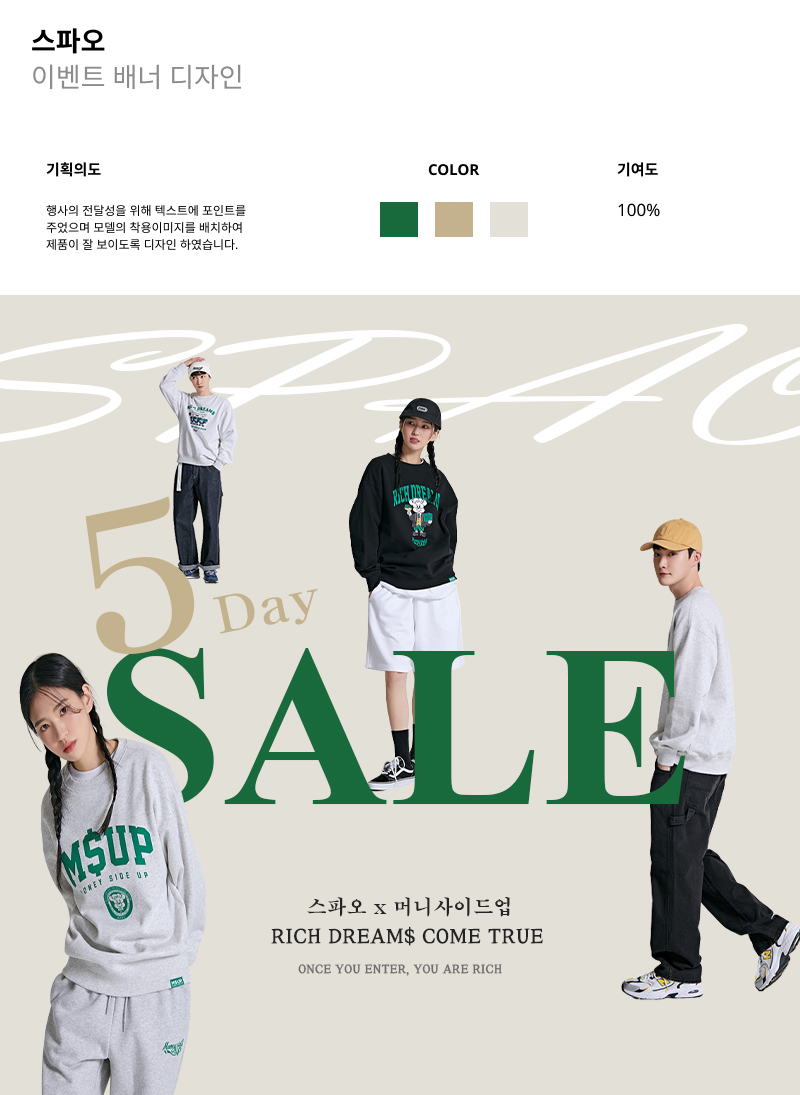 스파오
이벤트 배너 디자인
기획의도
행사의 전달성을 위해 텍스트에 포인트를
주었으며 모델의 착용이미지를 배치하여
제품이 잘 보이도록 디자인 하였습니다.
COLOR
기여도
100%
SPAO
5 Day
SALE
RICH DREAM
M$UP
MONEY SIDE UP
스파오 x 머니사이드업
RICH DREAM$ COME TRUE
ONCE YOU ENTER, YOU ARE RICH